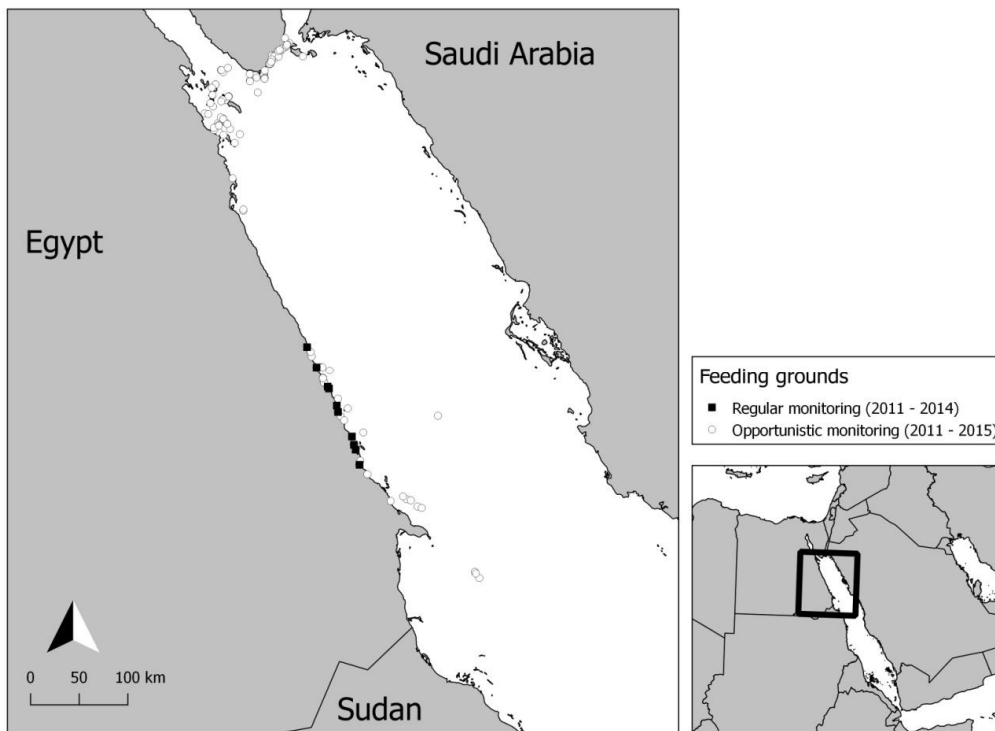 Saudi Arabia
Egypt
Feeding grounds
Regular monitoring (2011 - 2014)
Opportunistic monitoring (2011 - 2015)
0 50 100 km
Sudan